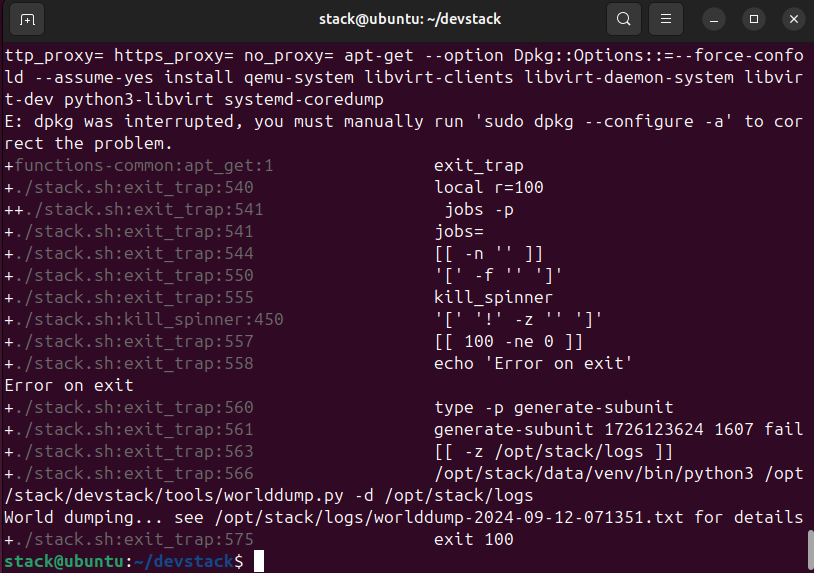 stack@ubuntu: ~/devstack
ttp_proxy= https_proxy= no_proxy= apt-get --option Dpkg::Options::=--force-confo
ld --assume-yes install qemu-system libvirt-clients libvirt-daemon-system libvir
t-dev python3-libvirt systemd-coredump
E: dpkg was interrupted, you must manually run 'sudo dpkg --configure -a' to cor
rect the problem.
+functions-common:apt_get:1 exit_trap
+./stack.sh:exit_trap:540 local r=100
++./stack.sh:exit_trap:541 jobs -p
+./stack.sh:exit_trap:541 jobs=
+./stack.sh:exit_trap:544 [[ -n '' ]]
+./stack.sh:exit_trap:550 '[' -f '' ']'
+./stack.sh:exit_trap:555 kill_spinner
+./stack.sh:kill_spinner:450 '[' '!' -z '' ']'
+./stack.sh:exit_trap:557 [[ 100 -ne 0 ]]
+./stack.sh:exit_trap:558 echo 'Error on exit'
Error on exit
+./stack.sh:exit_trap:560 type -p generate-subunit
+./stack.sh:exit_trap:561 generate-subunit 1726123624 1607 fail
+./stack.sh:exit_trap:563 [[ -z /opt/stack/logs ]]
+./stack.sh:exit_trap:566 /opt/stack/data/venv/bin/python3 /opt
/stack/devstack/tools/worlddump.py -d /opt/stack/logs
World dumping... see /opt/stack/logs/worlddump-2024-09-12-071351.txt for details
+./stack.sh:exit_trap:575 exit 100
stack@ubuntu:~/devstack$